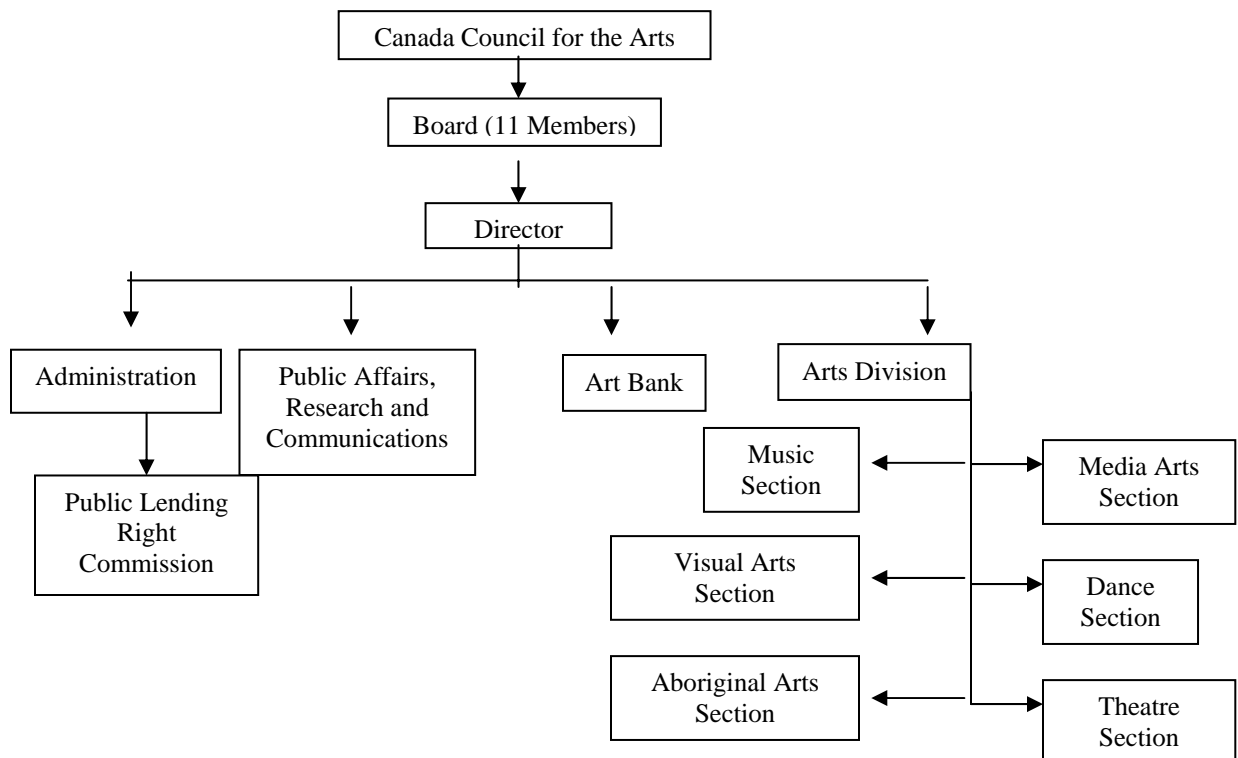 Canada Council for the Arts
Board (11 Members)
Director
Administration
Public Affairs,
Research and
Communications
Art Bank
Arts Division
Public Lending
Right
Commission
Music
Section
Media Arts
Section
Visual Arts
Section
Dance
Section
Aboriginal Arts
Section
Theatre
Section